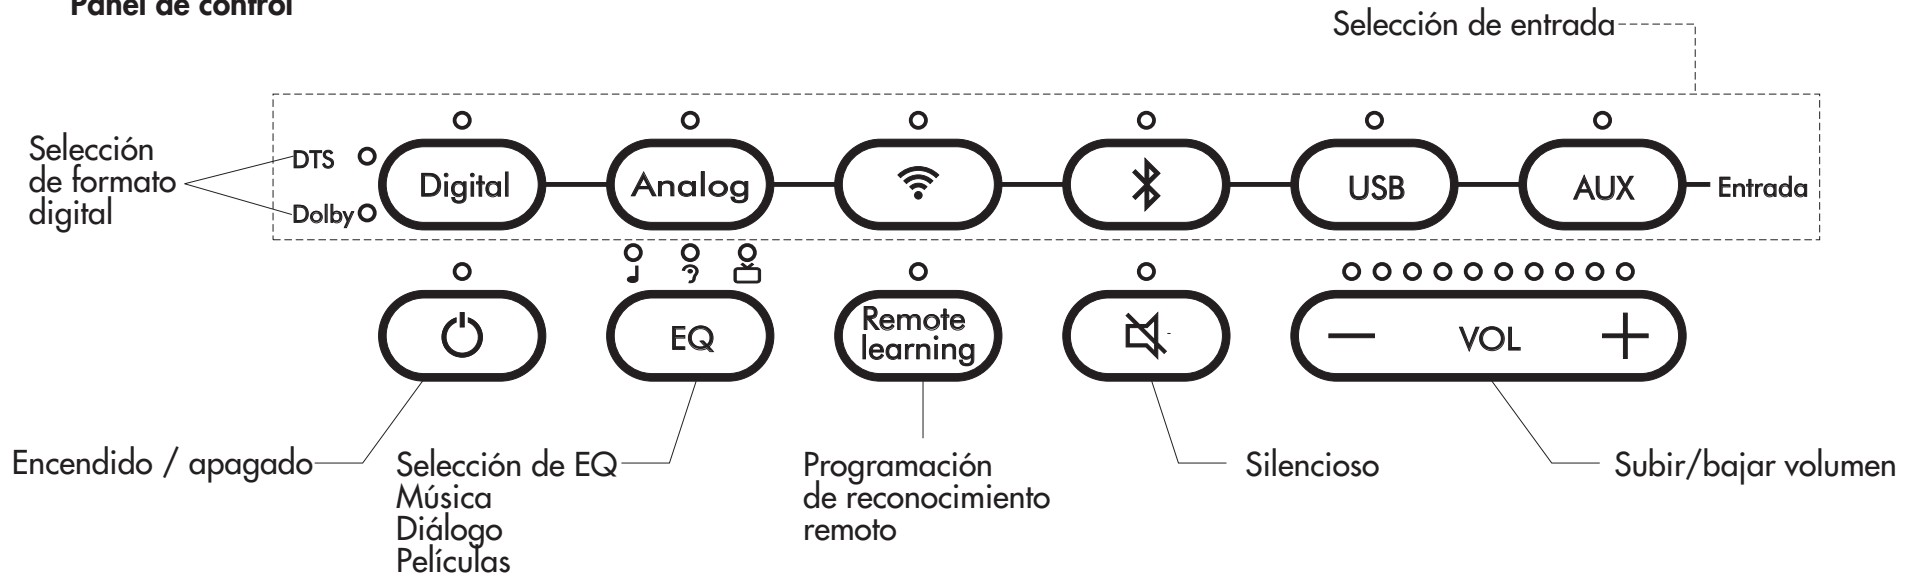 Panel de control
Selección de entrada
Selección
de formato
digital
DTS
Dolby
Digital
Analog
USB
AUX
Entrada
EQ
Remote
learning
VOL
Encendido / apagado
Selección de EQ
Música
Diálogo
Películas
Programación
de reconocimiento
remoto
Silencioso
Subir/bajar volumen